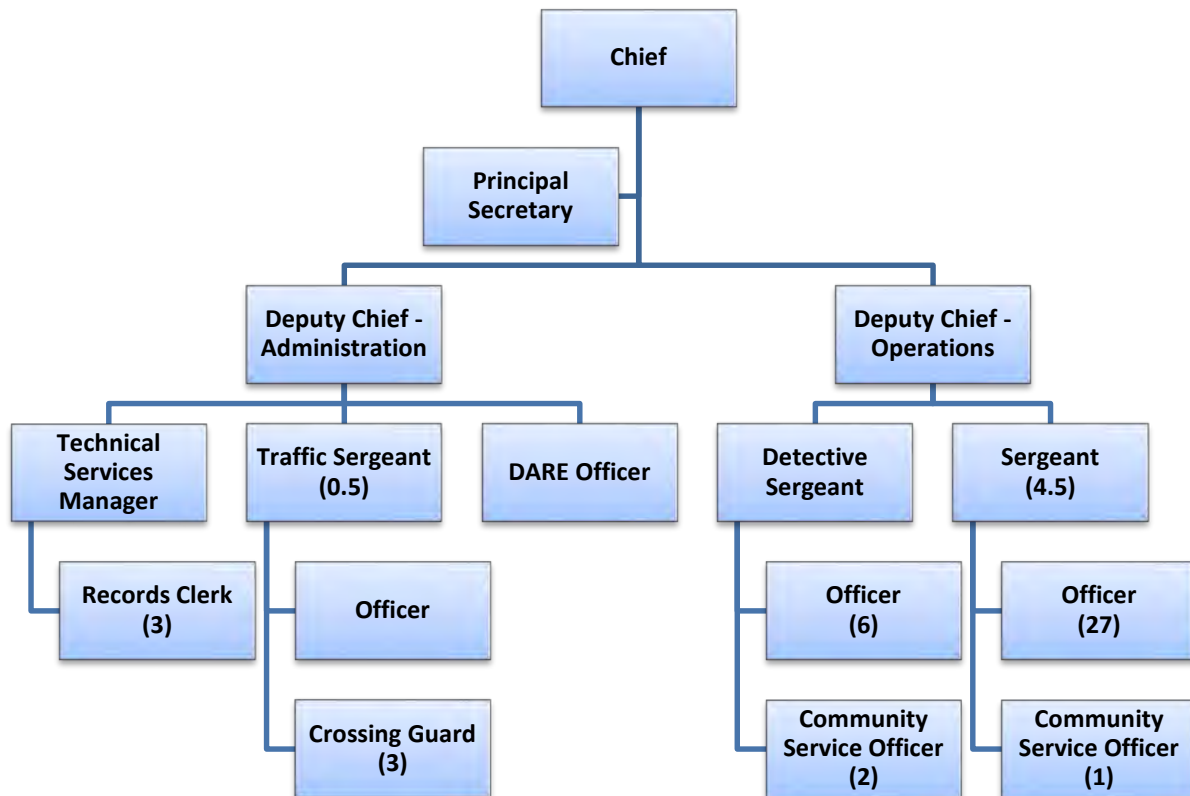 Chief
Principal
Secretary
Deputy Chief -
Administration
Deputy Chief -
Operations
Technical
Services
Manager
Traffic Sergeant
(0.5)
DARE Officer
Detective
Sergeant
Sergeant
(4.5)
Records Clerk
(3)
Officer
Officer
(6)
Officer
(27)
Crossing Guard
(3)
Community
Service Officer
(2)
Community
Service Officer
(1)